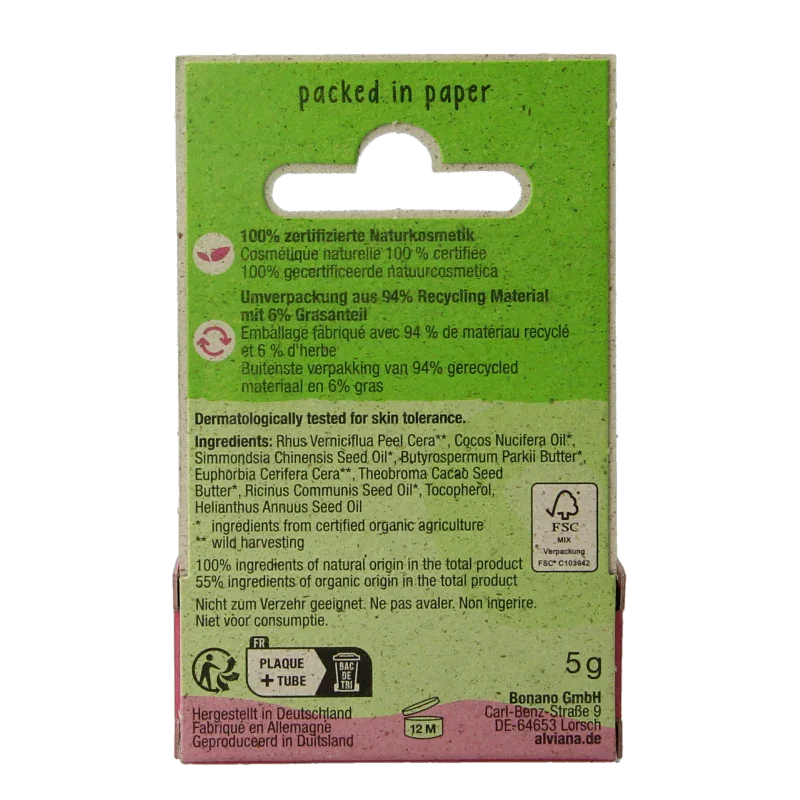 packed in paper
100% zertifizierte Naturkosmetik
Cosmétique naturelle 100 % certifiée
100% gecertificeerde natuurcosmetica
Umverpackung aus 94% Recycling Material
mit 6% Grasanteil
Emballage fabriqué avec 94 % de matériau recyclé
et 6 % d'herbe
Buitenste verpakking van 94% gerecycled
materiaal en 6% gras
Dermatologically tested for skin tolerance.
Ingredients: Rhus Verniciflua Peel Cera**, Cocos Nucifera Oil*,
Simmondsia Chinensis Seed Oil*, Butyrospermum Parkii Butter*,
Euphorbia Cerifera Cera**, Theobroma Cacao Seed
Butter*, Ricinus Communis Seed Oil*, Tocopherol,
Helianthus Annuus Seed Oil
* ingredients from certified organic agriculture
** wild harvesting
FSC
MIX
Verpackung
FSC® C103942
100% ingredients of natural origin in the total product
55% ingredients of organic origin in the total product
Nicht zum Verzehr geeignet. Ne pas avaler. Non ingerire.
Niet voor consumptie.
FR
PLAQUE
+ TUBE
BAC
DE
TRI
5 g
Hergestellt in Deutschland
Fabriqué en Allemagne
Geproduceerd in Duitsland
12 M
Bonano GmbH
Carl-Benz-Straße 9
DE-64653 Lorsch
alviana.de